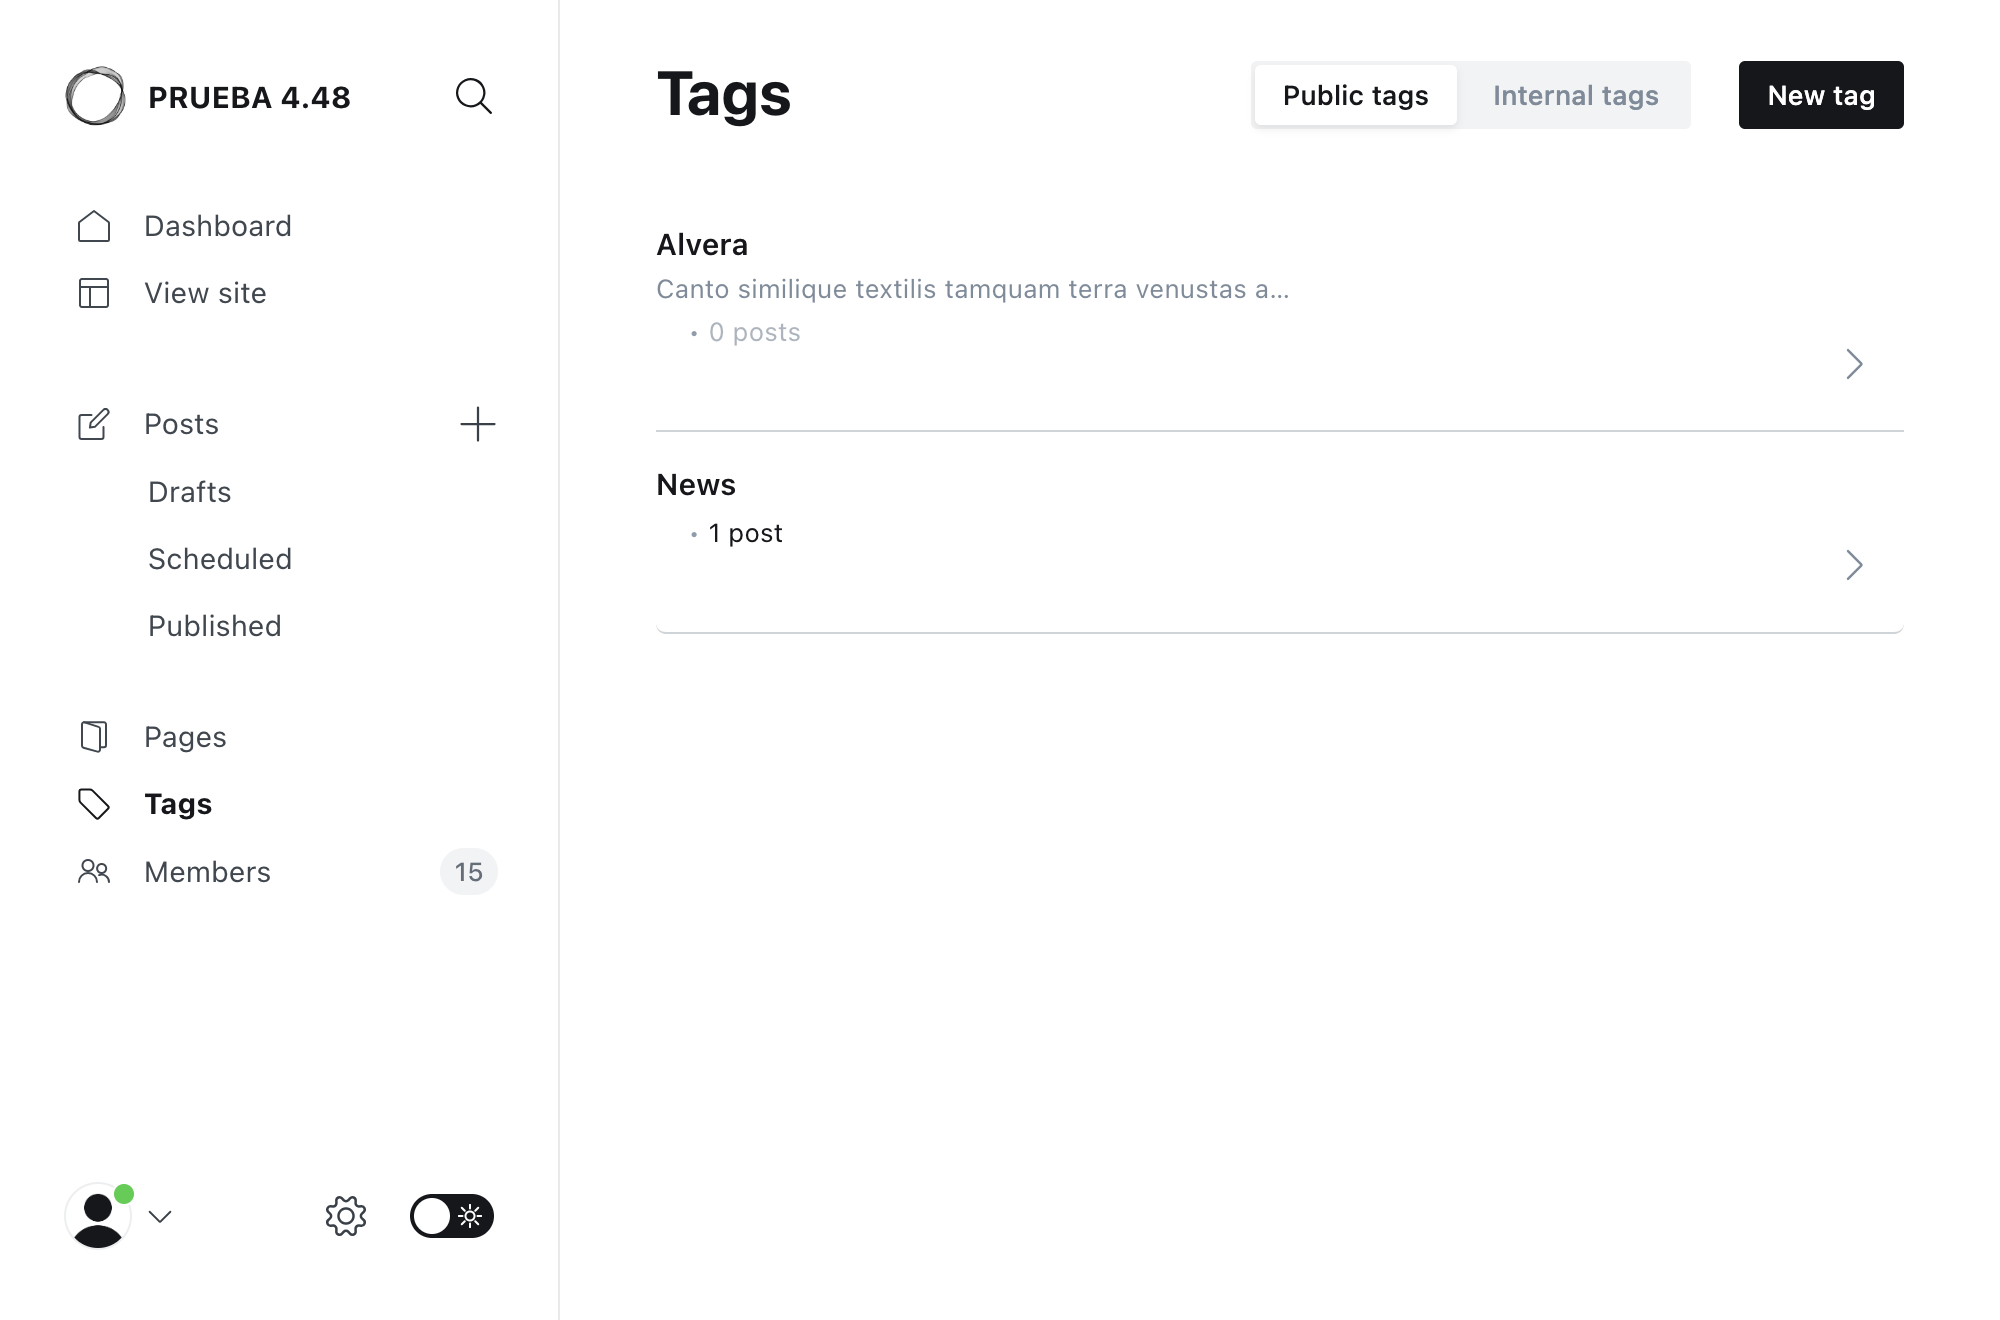 PRUEBA 4.48
Dashboard
View site
Posts
Drafts
Scheduled
Published
Pages
Tags
Members
15
Tags
Public tags
Internal tags
New tag
Alvera
Canto similique textilis tamquam terra venustas a...
• 0 posts
News
• 1 post